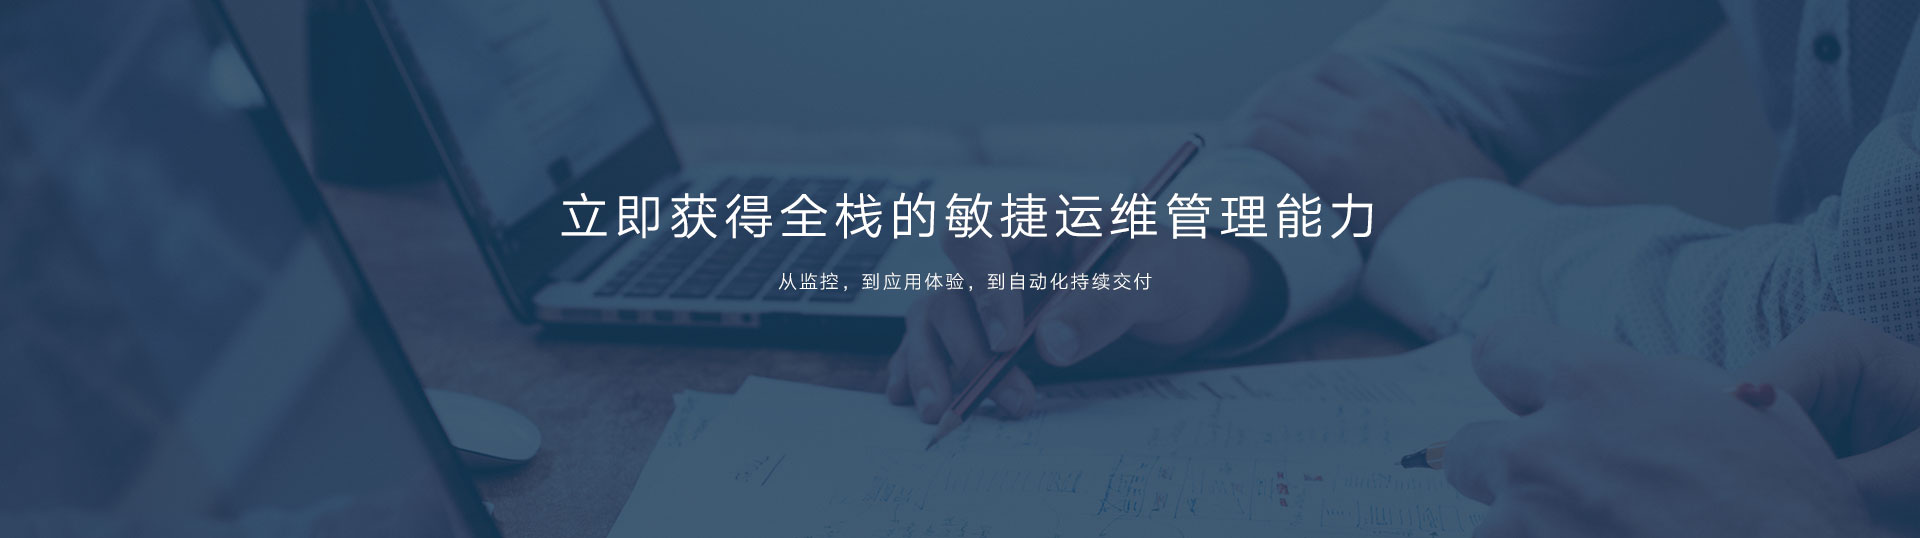 立即获得全栈的敏捷运维管理能力
从监控，到应用体验，到自动化持续交付